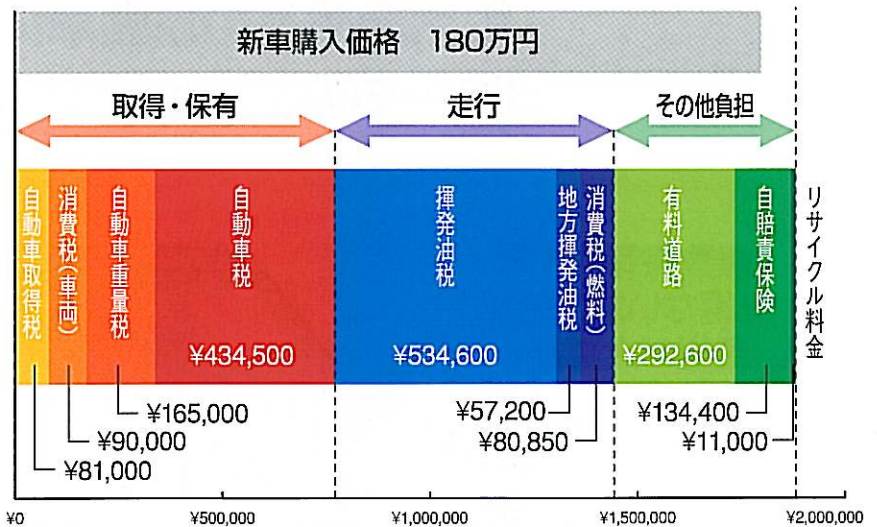 新車購入価格 180万円
取得・保有
走行
その他負担
自動車取得税
消費税(車両)
自動車重量税
自動車税
揮発油税
地方揮発油税
消費税(燃料)
有料道路
自賠責保険
リサイクル料金
¥434,500
¥534,600
¥292,600
¥165,000
¥57,200
¥134,400
¥90,000
¥80,850
¥11,000
¥81,000
¥0
¥500,000
¥1,000,000
¥1,500,000
¥2,000,000